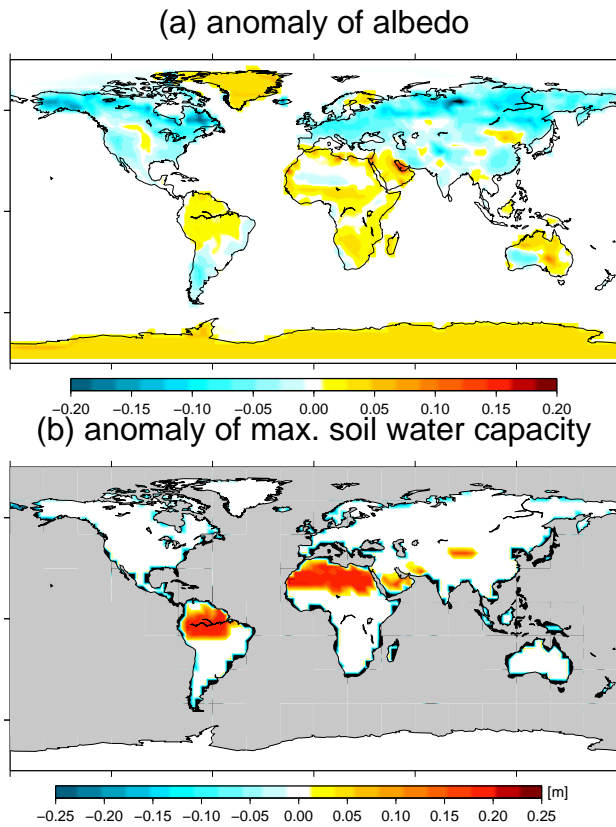 (a) anomaly of albedo
−0.20 −0.15 −0.10 −0.05 0.00 0.05 0.10 0.15 0.20
(b) anomaly of max. soil water capacity
[m]
−0.25 −0.20 −0.15 −0.10 −0.05 0.00 0.05 0.10 0.15 0.20 0.25